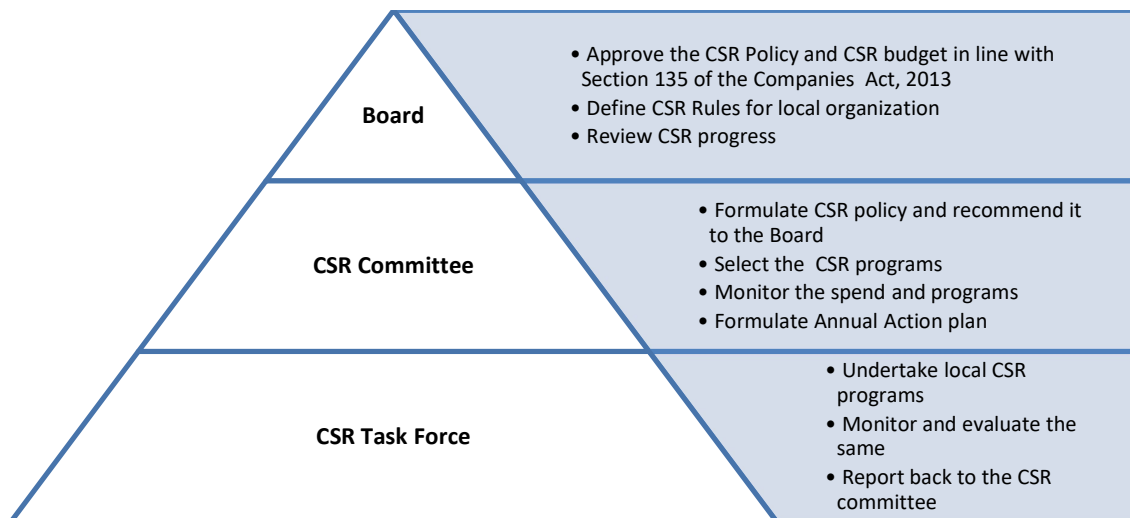 • Approve the CSR Policy and CSR budget in line with
Section 135 of the Companies Act, 2013
Board
• Define CSR Rules for local organization
• Review CSR progress
• Formulate CSR policy and recommend it
to the Board
CSR Committee
• Select the CSR programs
• Monitor the spend and programs
• Formulate Annual Action plan
• Undertake local CSR
programs
CSR Task Force
• Monitor and evaluate the
same
• Report back to the CSR
committee